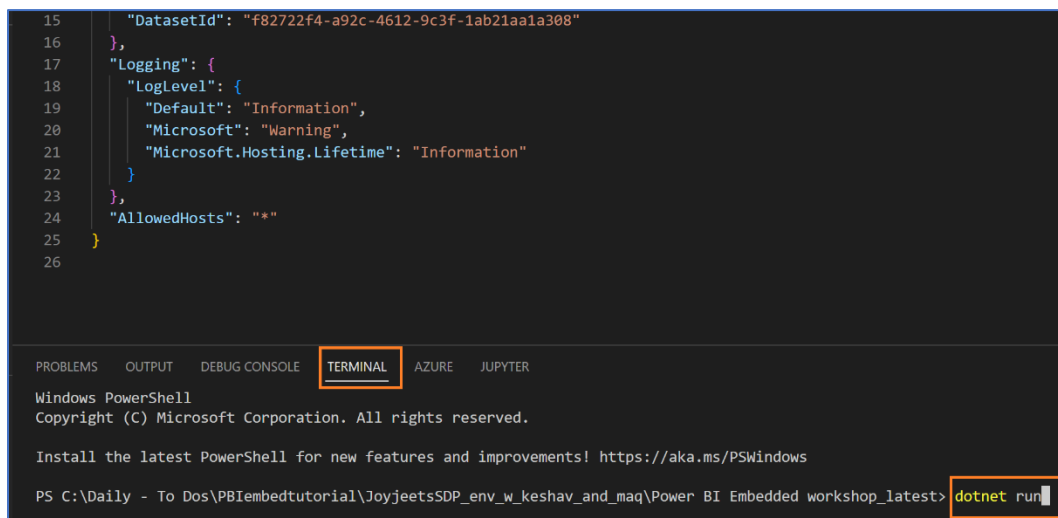 15 "DatasetId": "f82722f4-a92c-4612-9c3f-1ab21aa1a308"
16 },
17 "Logging": {
18 "LogLevel": {
19 "Default": "Information",
20 "Microsoft": "Warning",
21 "Microsoft.Hosting.Lifetime": "Information"
22 }
23 },
24 "AllowedHosts": "*"
25 }
26
PROBLEMS OUTPUT DEBUG CONSOLE TERMINAL AZURE JUPYTER
Windows PowerShell
Copyright (C) Microsoft Corporation. All rights reserved.
Install the latest PowerShell for new features and improvements! https://aka.ms/PSWindows
PS C:\Daily - To Dos\PBIembedtutorial\JoyjeetsSDP_env_w_keshav_and_maq\Power BI Embedded workshop_latest> dotnet run